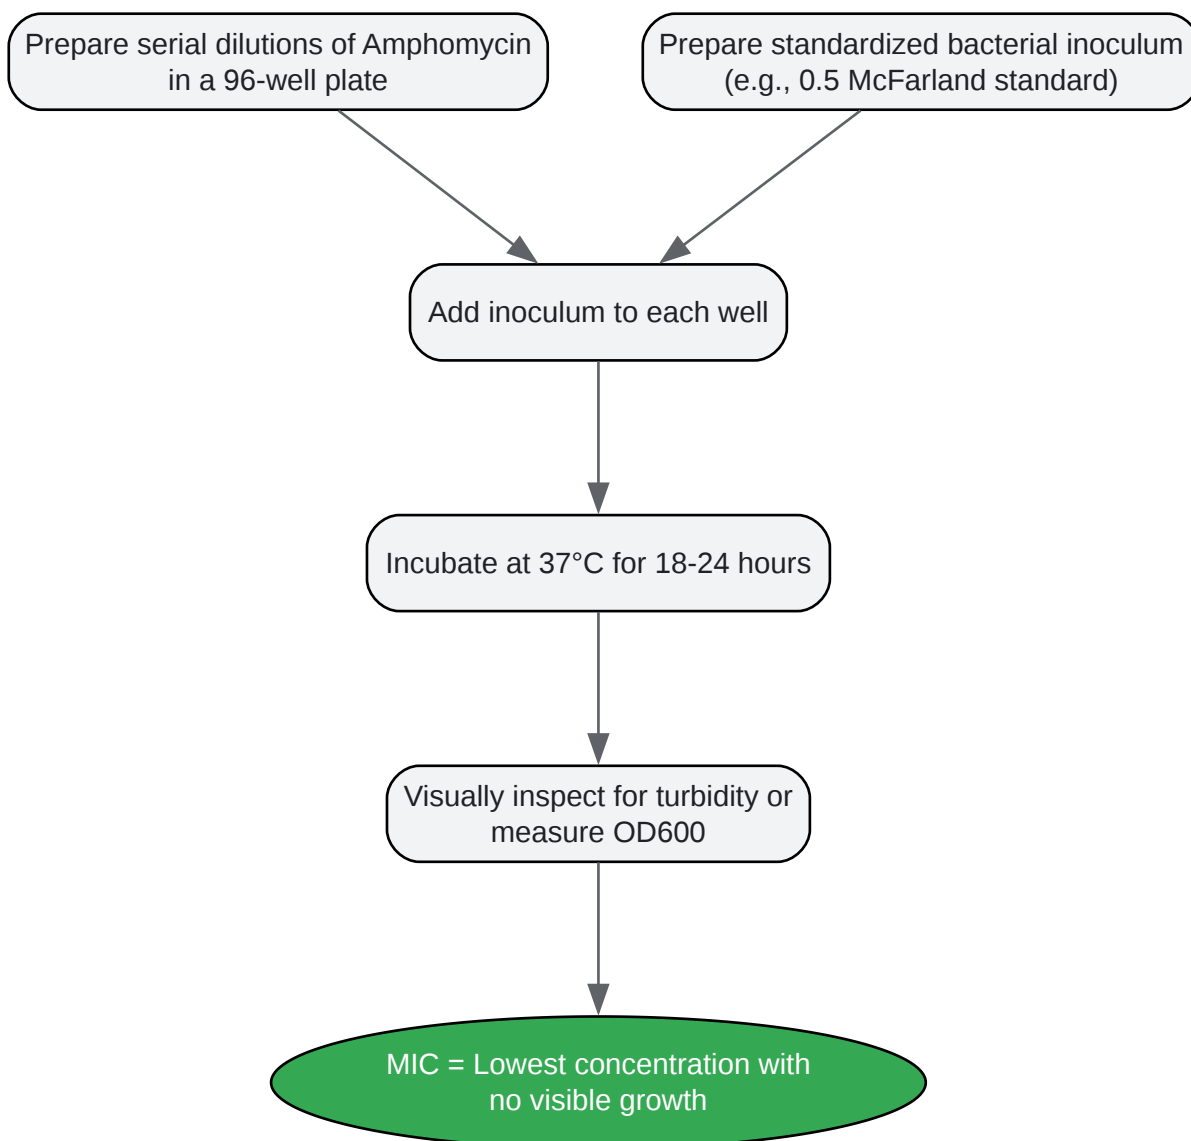 Prepare serial dilutions of Amphomycin
in a 96-well plate
Prepare standardized bacterial inoculum
(e.g., 0.5 McFarland standard)
Add inoculum to each well
Incubate at 37°C for 18-24 hours
Visually inspect for turbidity or
measure OD600
MIC = Lowest concentration with
no visible growth